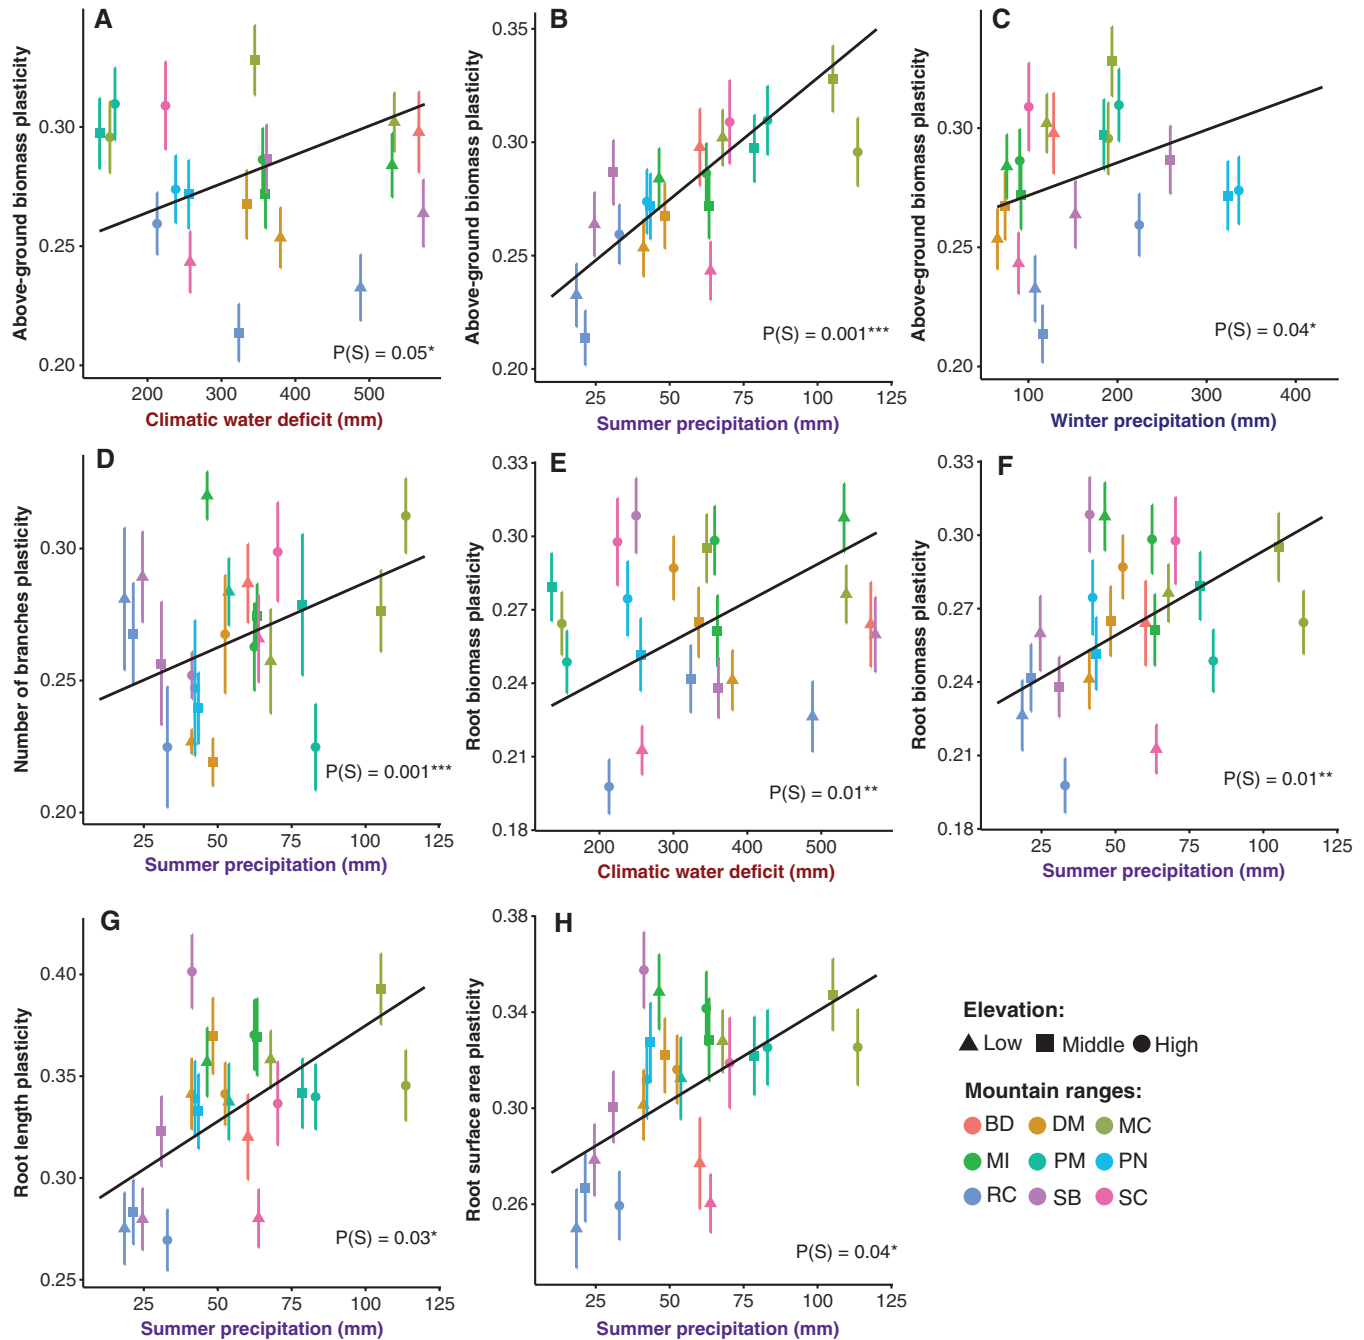 A
Above-ground biomass plasticity
0.30
0.25
0.20
P(S) = 0.05*
200 300 400 500
Climatic water deficit (mm)
B
Above-ground biomass plasticity
0.35
0.30
0.25
0.20
P(S) = 0.001***
25 50 75 100 125
Summer precipitation (mm)
C
Above-ground biomass plasticity
0.30
0.25
0.20
P(S) = 0.04*
100 200 300 400
Winter precipitation (mm)
D
Number of branches plasticity
0.30
0.25
0.20
P(S) = 0.001***
25 50 75 100 125
Summer precipitation (mm)
E
Root biomass plasticity
0.33
0.30
0.27
0.24
0.21
0.18
P(S) = 0.01**
200 300 400 500
Climatic water deficit (mm)
F
Root biomass plasticity
0.33
0.30
0.27
0.24
0.21
0.18
P(S) = 0.01**
25 50 75 100 125
Summer precipitation (mm)
G
Root length plasticity
0.40
0.35
0.30
0.25
P(S) = 0.03*
25 50 75 100 125
Summer precipitation (mm)
H
Root surface area plasticity
0.38
0.34
0.30
0.26
P(S) = 0.04*
25 50 75 100 125
Summer precipitation (mm)
Elevation:
Low Middle High
Mountain ranges:
BD DM MC
MI PM PN
RC SB SC